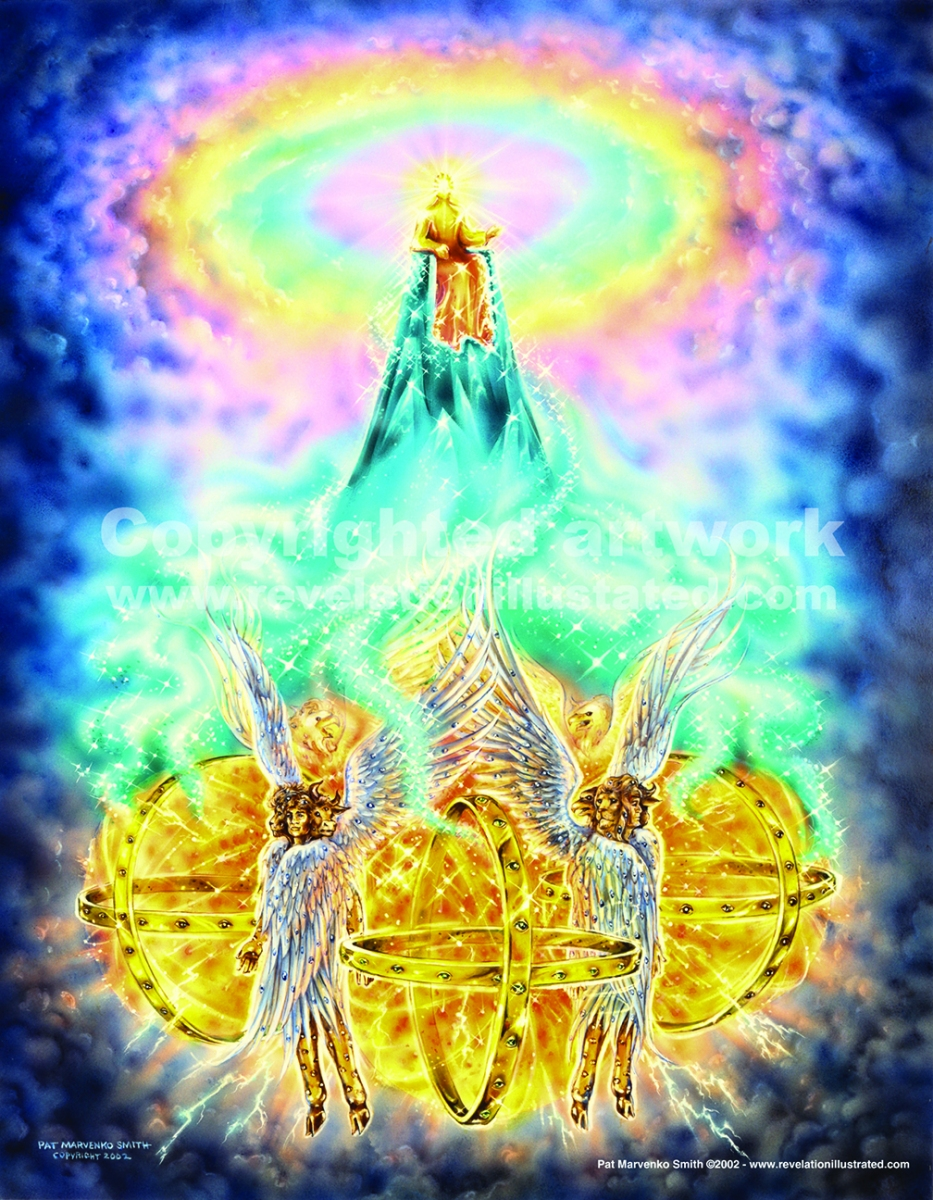 Copyrighted artwork
www.revelationillustated.com
PAT MARVENKO SMITH
COPYRIGHT 2002
Pat Marvenko Smith ©2002 - www.revelationillustrated.com